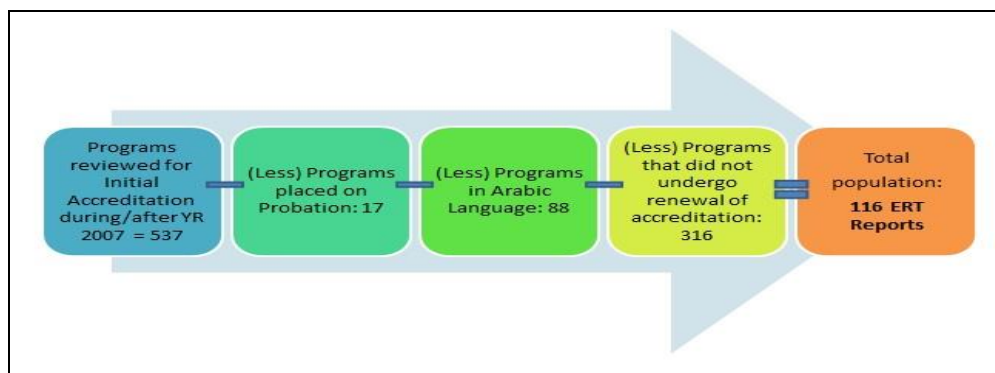 Programs
reviewed for
Initial
Accreditation
during/after YR
2007 = 537
(Less) Programs
placed on
Probation: 17
(Less) Programs
in Arabic
Language: 88
(Less) Programs
that did not
undergo
renewal of
accreditation:
316
Total
population:
116 ERT
Reports